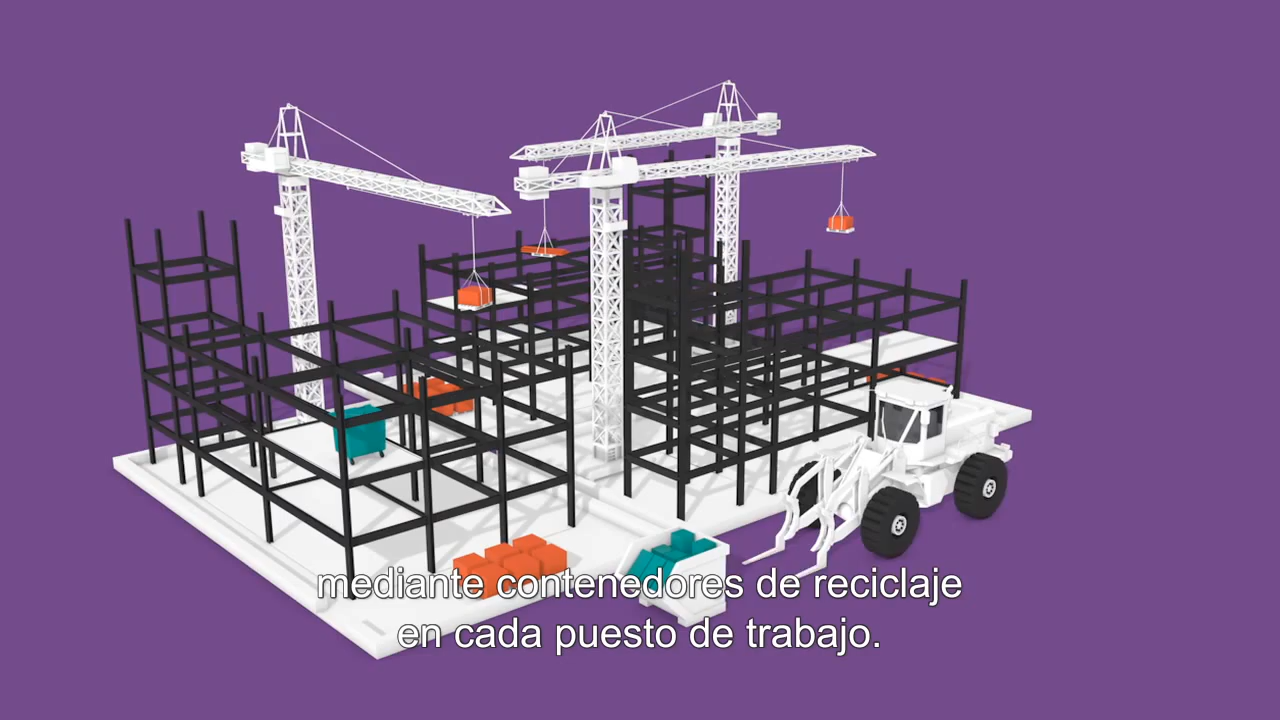 mediante contenedores de reciclaje
en cada puesto de trabajo.